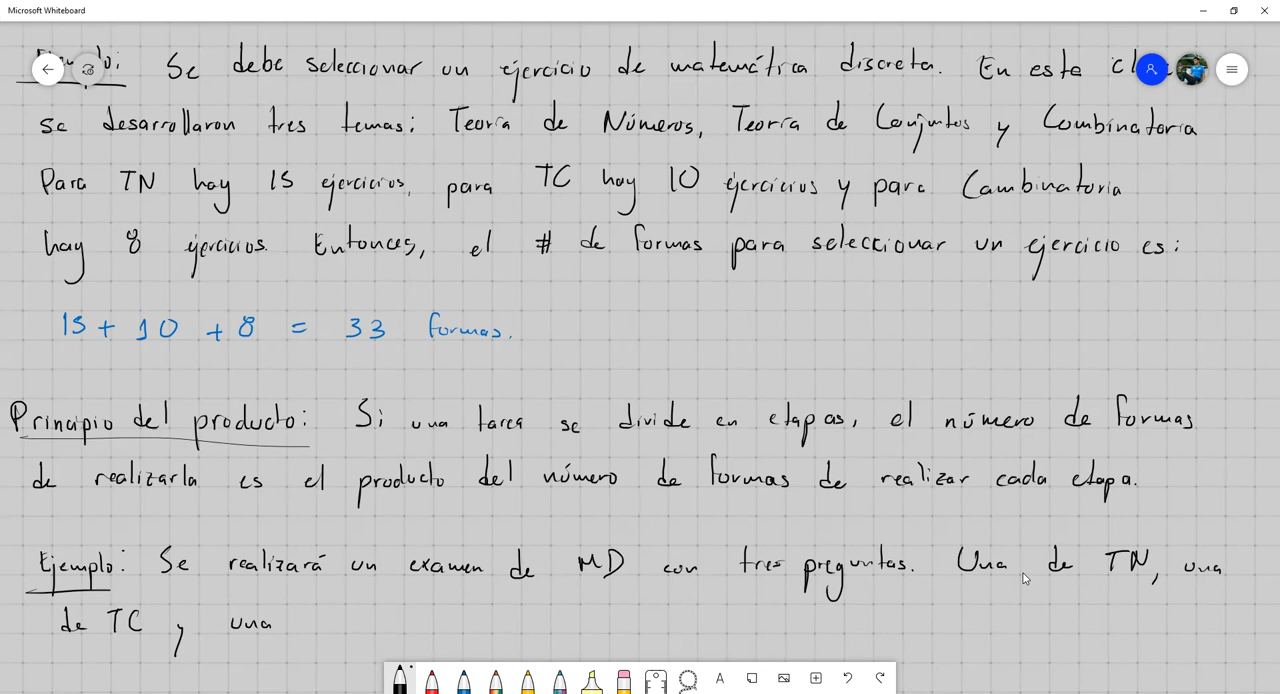 Microsoft Whiteboard
Se debe seleccionar un ejercicio de matemática discreta. En este
se desarrollaron tres temas: Teoría de Números, Teoría de Conjuntos y Combinatoria
Para TN hay 15 ejercicios, para TC hay 10 ejercicios y para Combinatoria
hay 8 ejercicios. Entonces, el # de formas para seleccionar un ejercicio es:
15 + 10 + 8 = 33 formas.
Principio del producto: Si una tarea se divide en etapas, el número de formas
de realizarla es el producto del número de formas de realizar cada etapa.
Ejemplo: Se realizará un examen de MD con tres preguntas. Una de TN, una
de TC y una
A